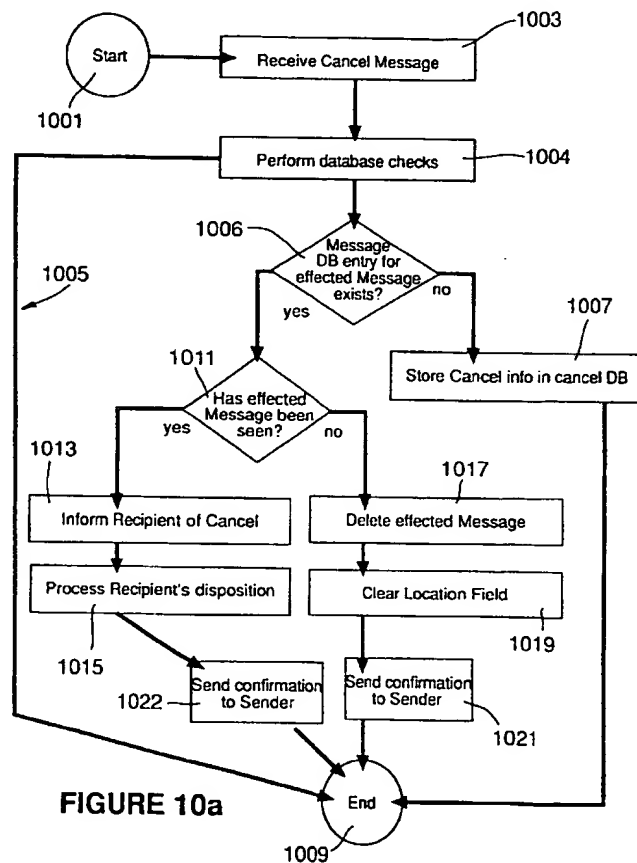 1003
Start
Receive Cancel Message
1001
Perform database checks
1004
1006
Message
DB entry for
effected Message
exists?
1005
yes
no
1007
Store Cancel info in cancel DB
1011
Has effected
Message been
seen?
yes
no
1013
1017
Inform Recipient of Cancel
Delete effected Message
Process Recipient's disposition
Clear Location Field
1015
1019
Send confirmation
to Sender
1022
Send confirmation
to Sender
1021
End
FIGURE 10a
1009